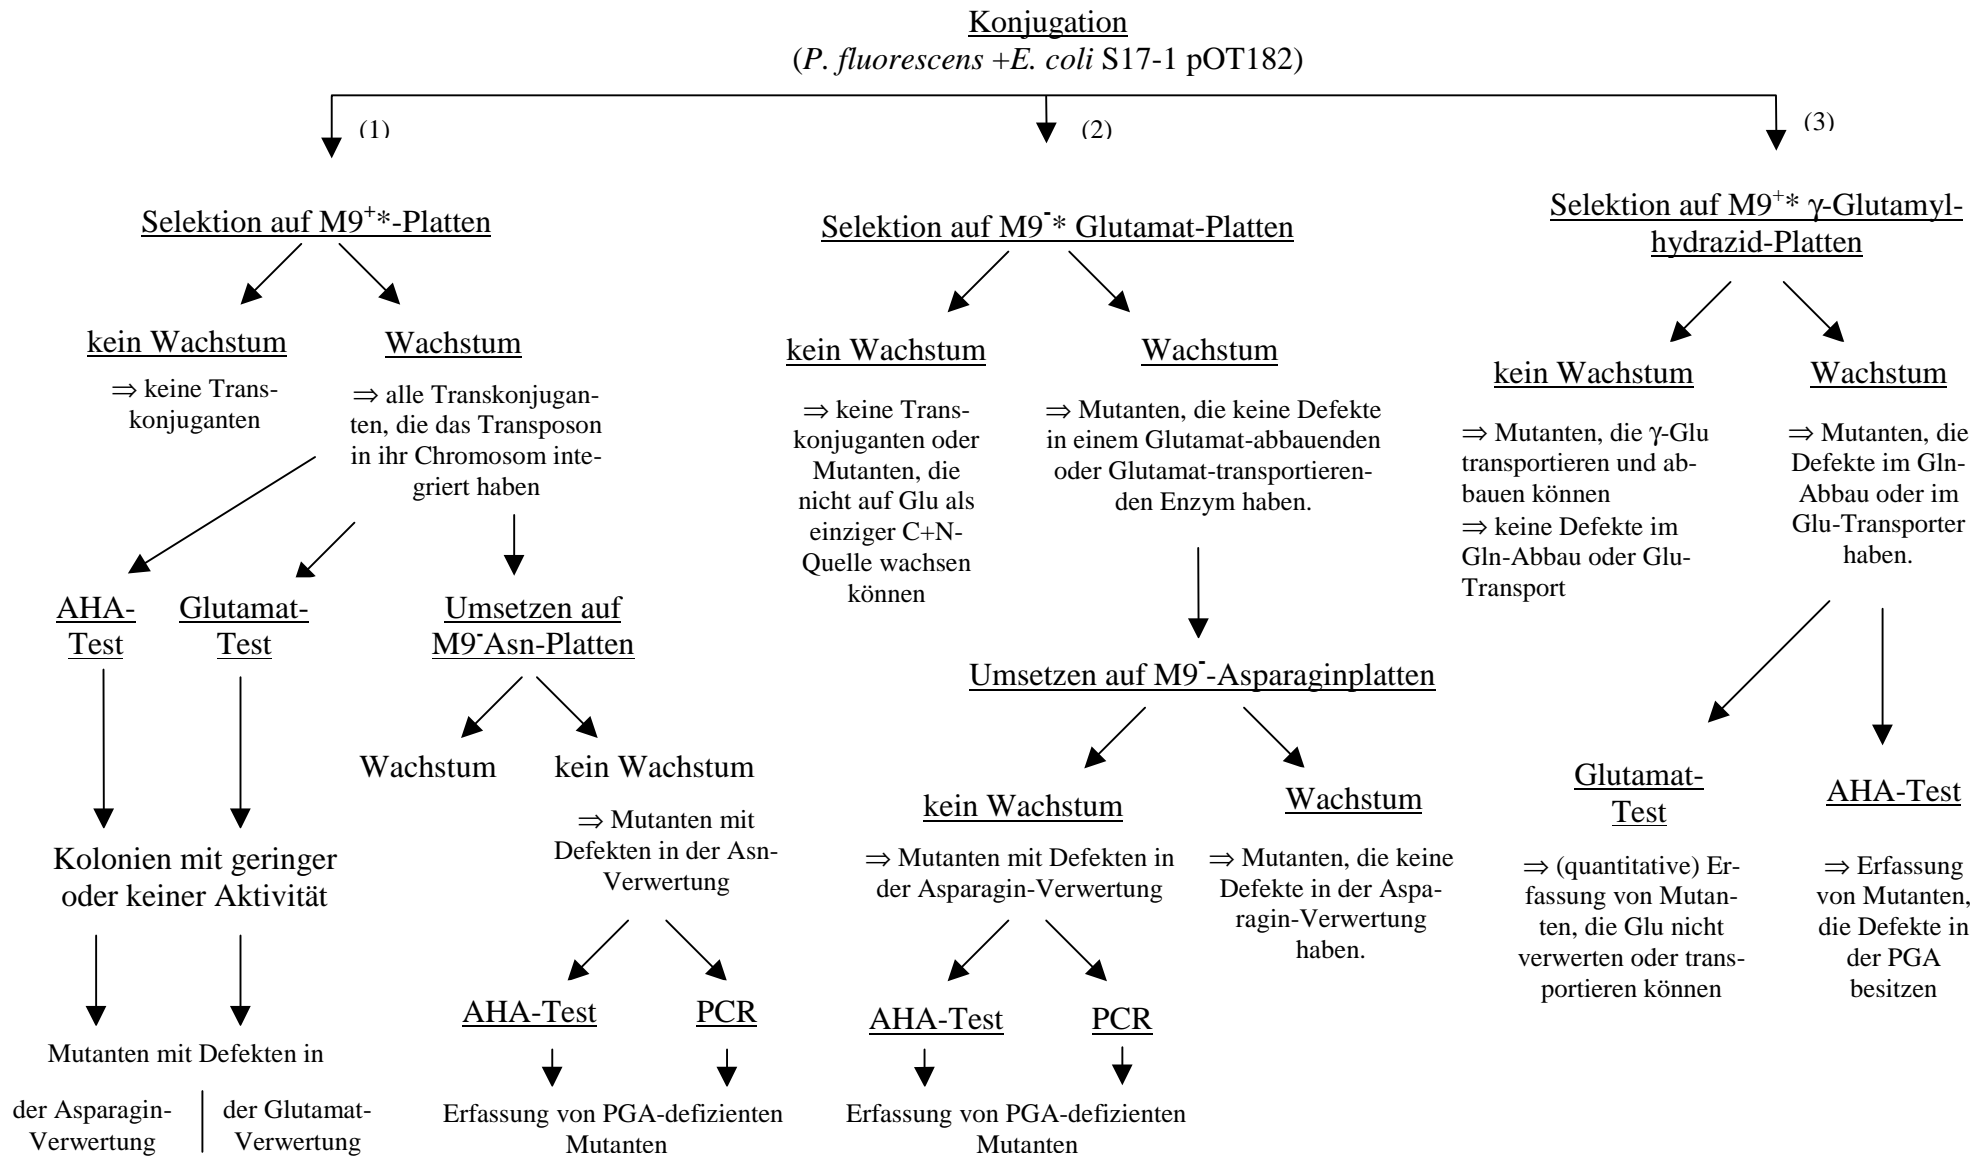 Konjugation
(P. fluorescens +E. coli S17-1 pOT182)
(1)
(2)
(3)
Selektion auf M9⁺*-Platten
kein Wachstum
⇒ keine Trans-
konjuganten
Wachstum
⇒ alle Transkonjugan-
ten, die das Transposon
in ihr Chromosom inte-
griert haben
AHA-
Test
Glutamat-
Test
Kolonien mit geringer
oder keiner Aktivität
Mutanten mit Defekten in
der Asparagin-
Verwertung
der Glutamat-
Verwertung
Umsetzen auf
M9⁻Asn-Platten
Wachstum
kein Wachstum
⇒ Mutanten mit
Defekten in der Asn-
Verwertung
AHA-Test
PCR
Erfassung von PGA-defizienten
Mutanten
Selektion auf M9⁻* Glutamat-Platten
kein Wachstum
⇒ keine Trans-
konjuganten oder
Mutanten, die
nicht auf Glu als
einziger C+N-
Quelle wachsen
können
Wachstum
⇒ Mutanten, die keine Defekte
in einem Glutamat-abbauenden
oder Glutamat-transportieren-
den Enzym haben.
Umsetzen auf M9⁻-Asparaginplatten
kein Wachstum
⇒ Mutanten mit Defekten in
der Asparagin-Verwertung
Wachstum
⇒ Mutanten, die keine
Defekte in der Aspa-
ragin-Verwertung
haben.
AHA-Test
PCR
Erfassung von PGA-defizienten
Mutanten
Selektion auf M9⁺* γ-Glutamyl-
hydrazid-Platten
kein Wachstum
⇒ Mutanten, die γ-Glu
transportieren und ab-
bauen können
⇒ keine Defekte im
Gln-Abbau oder Glu-
Transport
Wachstum
⇒ Mutanten, die
Defekte im Gln-
Abbau oder im
Glu-Transporter
haben.
Glutamat-
Test
⇒ (quantitative) Er-
fassung von Mutan-
ten, die Glu nicht
verwerten oder trans-
portieren können
AHA-Test
⇒ Erfassung
von Mutanten,
die Defekte in
der PGA
besitzen